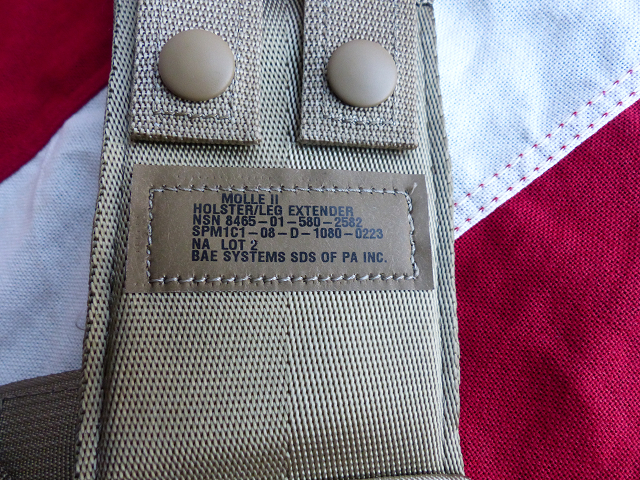 MOLLE II
HOLSTER/LEG EXTENDER
NSN 8465-01-580-2582
SPM1C1-08-D-1080-0223
NA LOT 2
BAE SYSTEMS SDS OF PA INC.